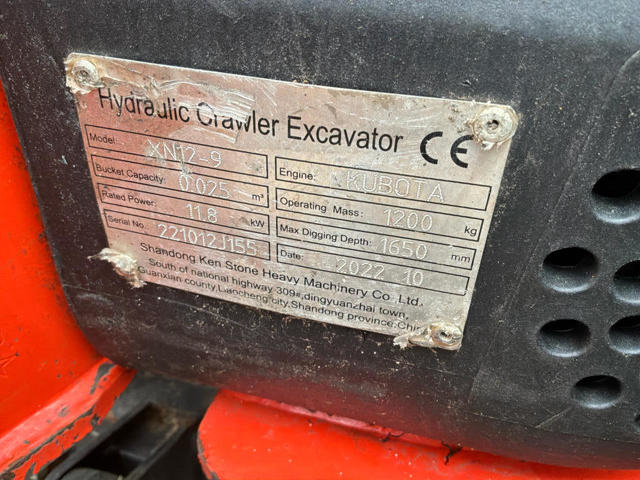 Hydraulic Crawler Excavator CE
Model: XN12-9 Engine: KUBOTA
Bucket Capacity: 0.025 m³ Operating Mass: 1200 kg
Rated Power: 11.8 kW Max Digging Depth: 1650 mm
Serial No. 221012J155 Date: 2022 10
Shandong Ken Stone Heavy Machinery Co.,Ltd.
South of national highway 309#,dingyuanzhai town,
Guanxian county,Liaocheng city,Shandong province,